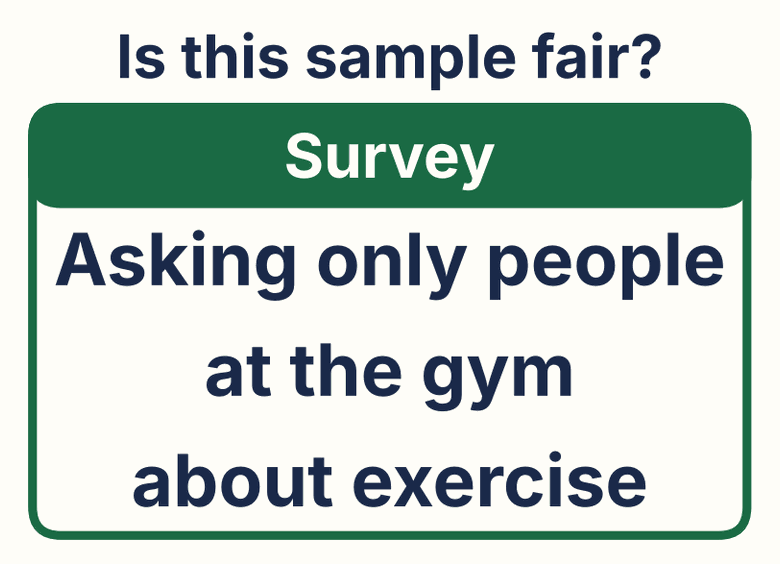 Is this sample fair?
Survey
Asking only people
at the gym
about exercise